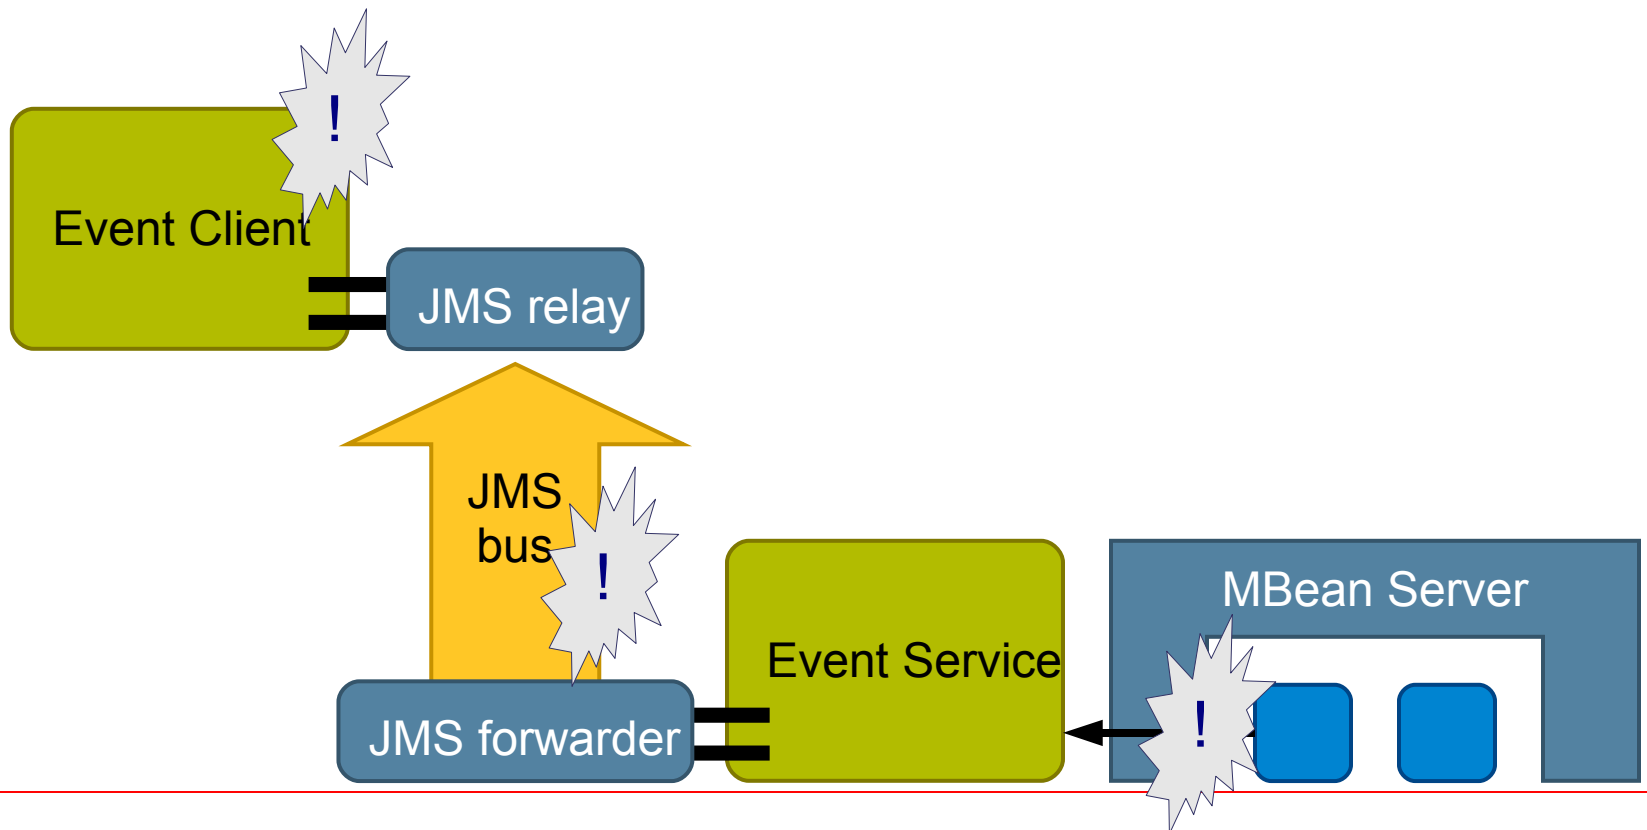 !
Event Client
JMS relay
JMS
bus
!
MBean Server
Event Service
!
JMS forwarder